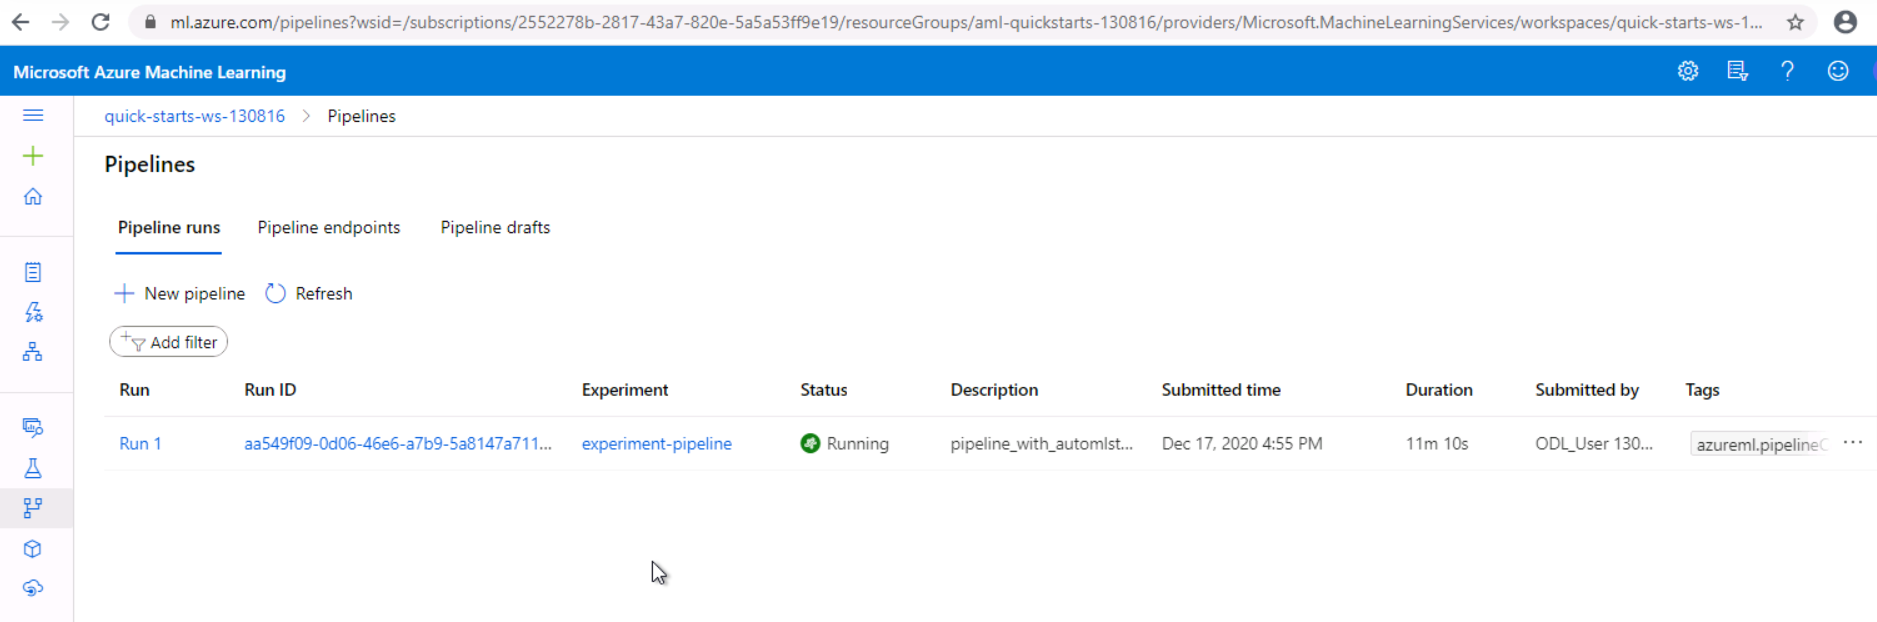 ml.azure.com/pipelines?wsid=/subscriptions/2552278b-2817-43a7-820e-5a5a53ff9e19/resourceGroups/aml-quickstarts-130816/providers/Microsoft.MachineLearningServices/workspaces/quick-starts-ws-1...
Microsoft Azure Machine Learning
quick-starts-ws-130816 > Pipelines
Pipelines
Pipeline runs Pipeline endpoints Pipeline drafts
New pipeline Refresh
Add filter
Run Run ID Experiment Status Description Submitted time Duration Submitted by Tags
Run 1 aa549f09-0d06-46e6-a7b9-5a8147a711... experiment-pipeline Running pipeline_with_automlst... Dec 17, 2020 4:55 PM 11m 10s ODL_User 130... azureml.pipelineC ...